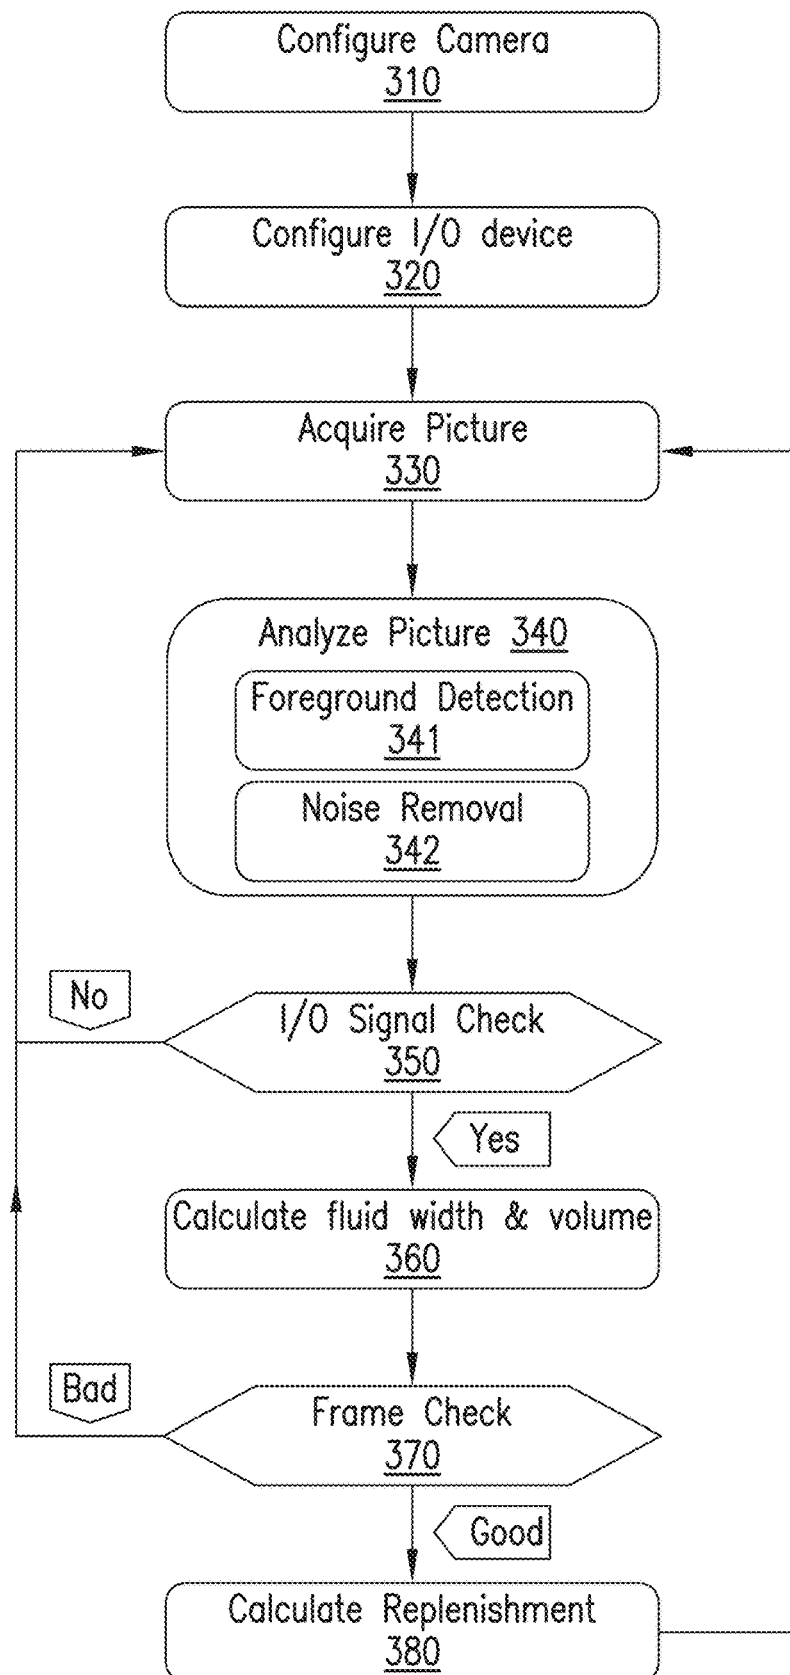 Configure Camera
310
Configure I/O device
320
Acquire Picture
330
Analyze Picture 340
Foreground Detection
341
Noise Removal
342
No
I/O Signal Check
350
Yes
Calculate fluid width & volume
360
Bad
Frame Check
370
Good
Calculate Replenishment
380